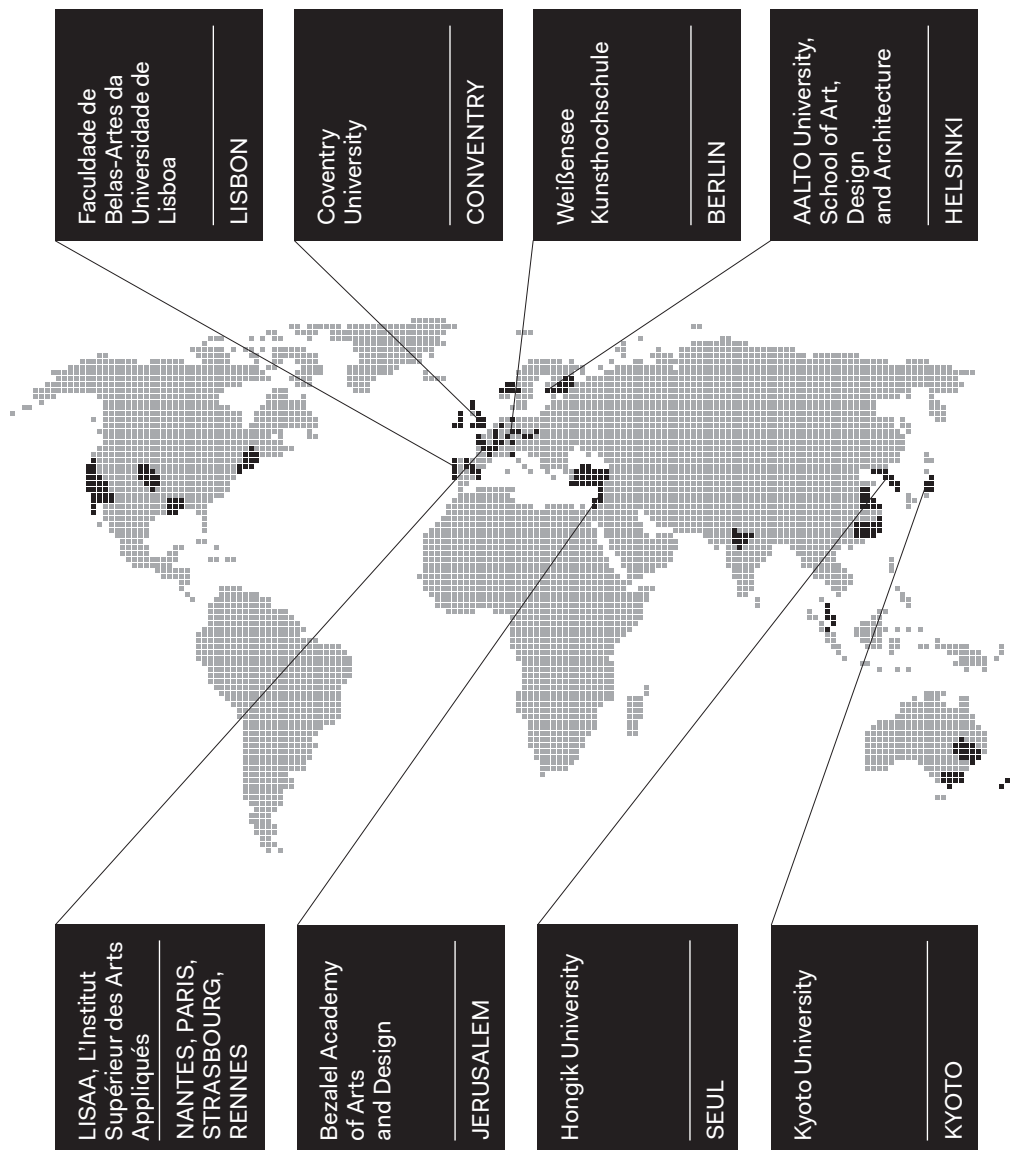 Faculdade de
Belas-Artes da
Universidade de
Lisboa
LISBON
Coventry
University
CONVENTRY
Weißensee
Kunsthochschule
BERLIN
AALTO University,
School of Art,
Design
and Architecture
HELSINKI
LISAA, L'Institut
Supérieur des Arts
Appliqués
NANTES, PARIS,
STRASBOURG,
RENNES
Bezalel Academy
of Arts
and Design
JERUSALEM
Hongik University
SEUL
Kyoto University
KYOTO